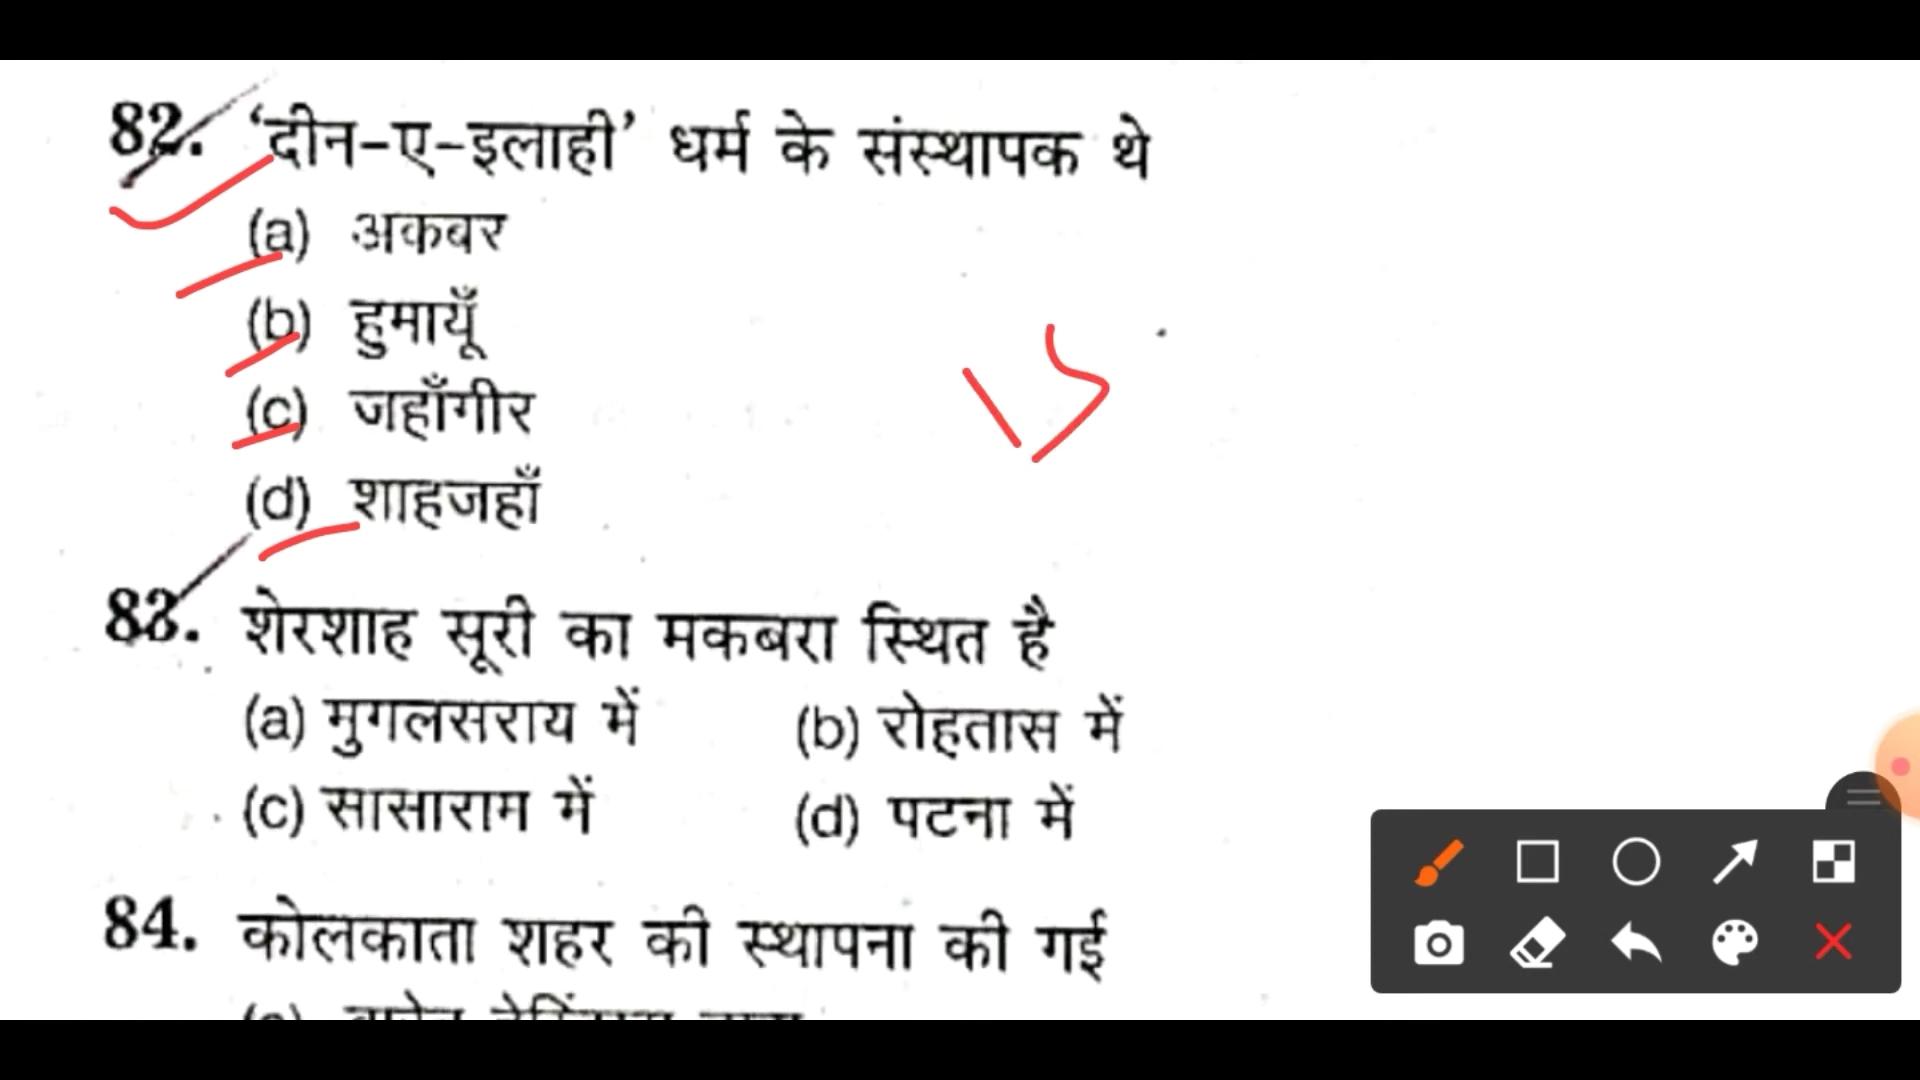 82. ‘दीन-ए-इलाही’ धर्म के संस्थापक थे
(a) अकबर
(b) हुमायूँ
(c) जहाँगीर
(d) शाहजहाँ
83. शेरशाह सूरी का मकबरा स्थित है
(a) मुगलसराय में (b) रोहतास में
(c) सासाराम में (d) पटना में
84. कोलकाता शहर की स्थापना की गई